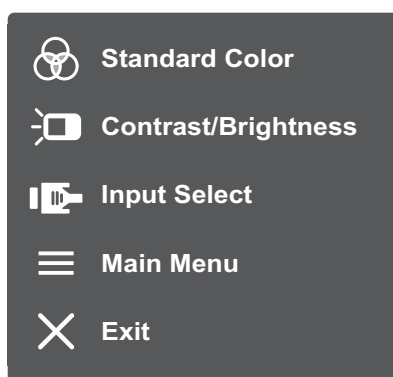 Standard Color
Contrast/Brightness
Input Select
Main Menu
Exit